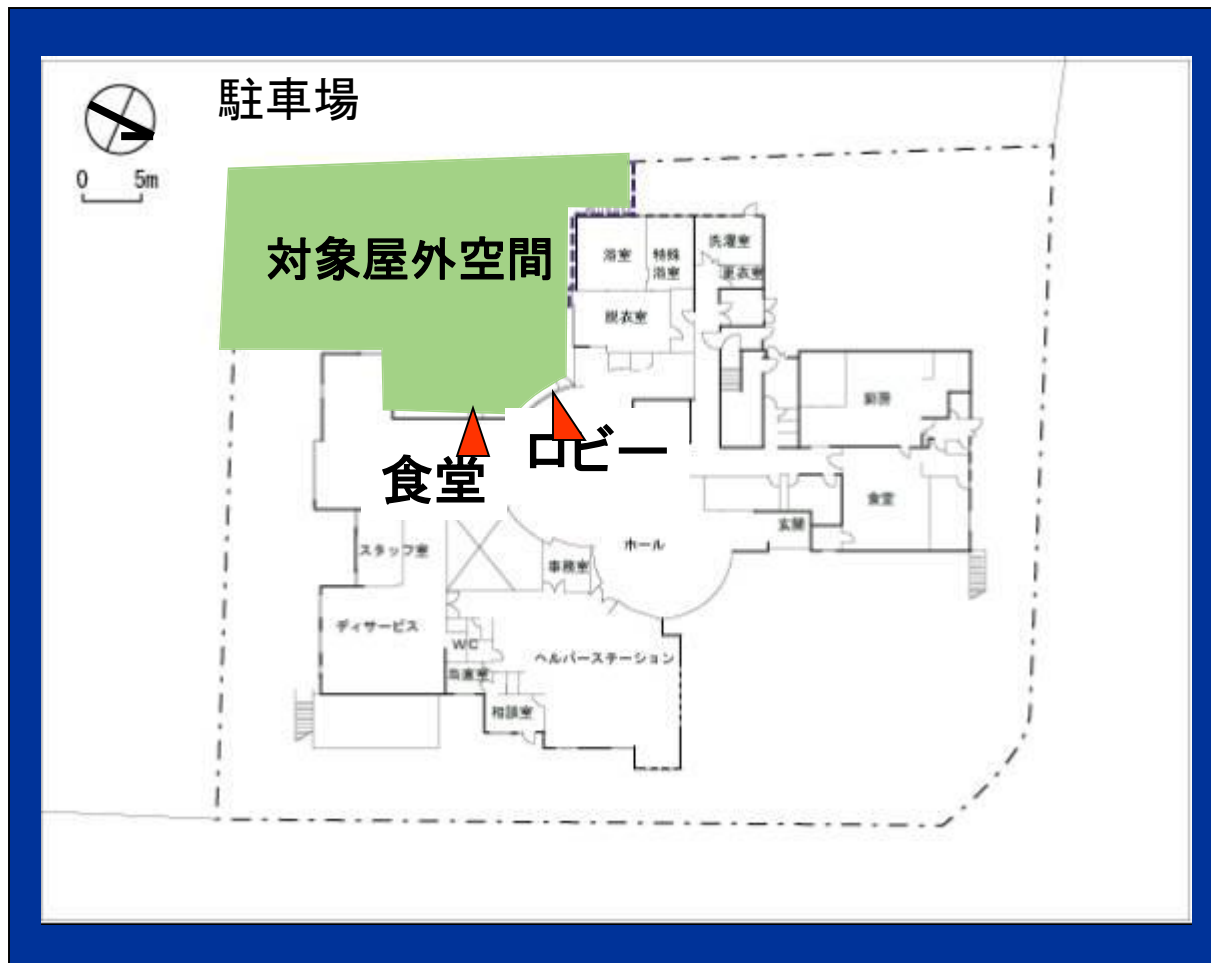 駐車場
0 5m
対象屋外空間
浴室
特殊
浴室
洗濯室
更衣室
脱衣室
厨房
ロビー
食堂
食堂
玄関
ホール
スタッフ室
事務室
ディサービス
WC
ヘルパーステーション
相談室